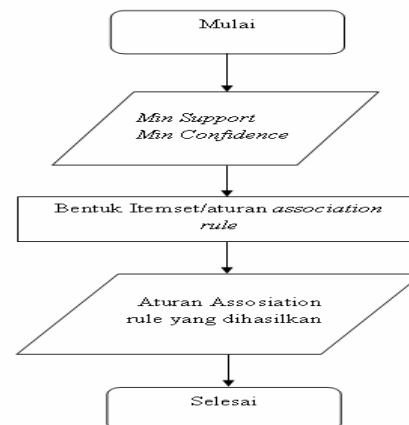 Mulai
Min Support
Min Confidence
Bentuk Itemset/aturan association
rule
Aturan Assosiation
rule yang dihasilkan
Selesai